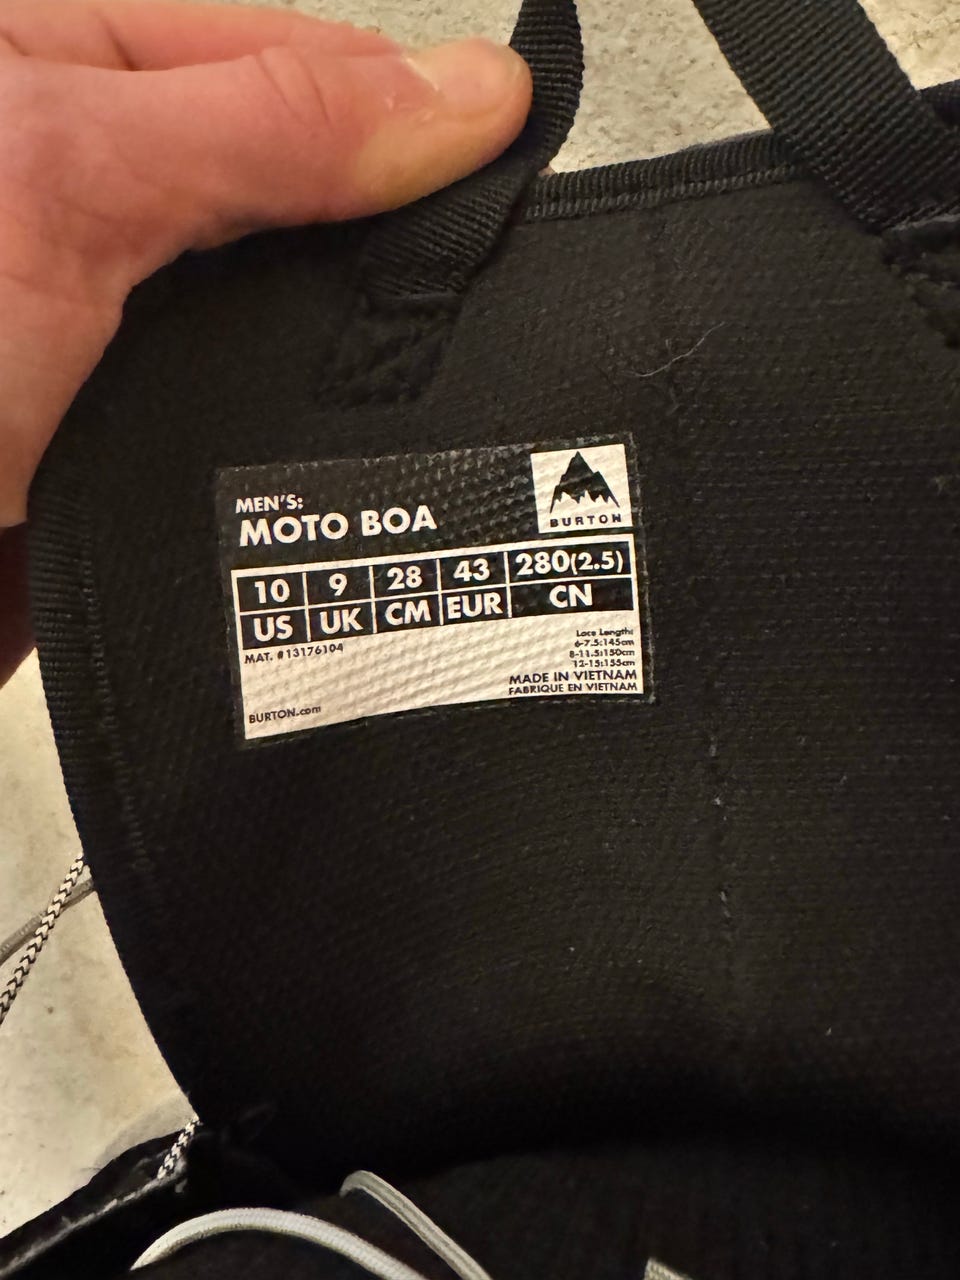 MEN'S:
MOTO BOA
BURTON
10 9 28 43 280(2.5)
US UK CM EUR CN
MAT. #13176104
Lace Lengths
6-7.5:145cm
8-11.5:150cm
12-15:155cm
MADE IN VIETNAM
FABRIQUE EN VIETNAM
BURTON.com